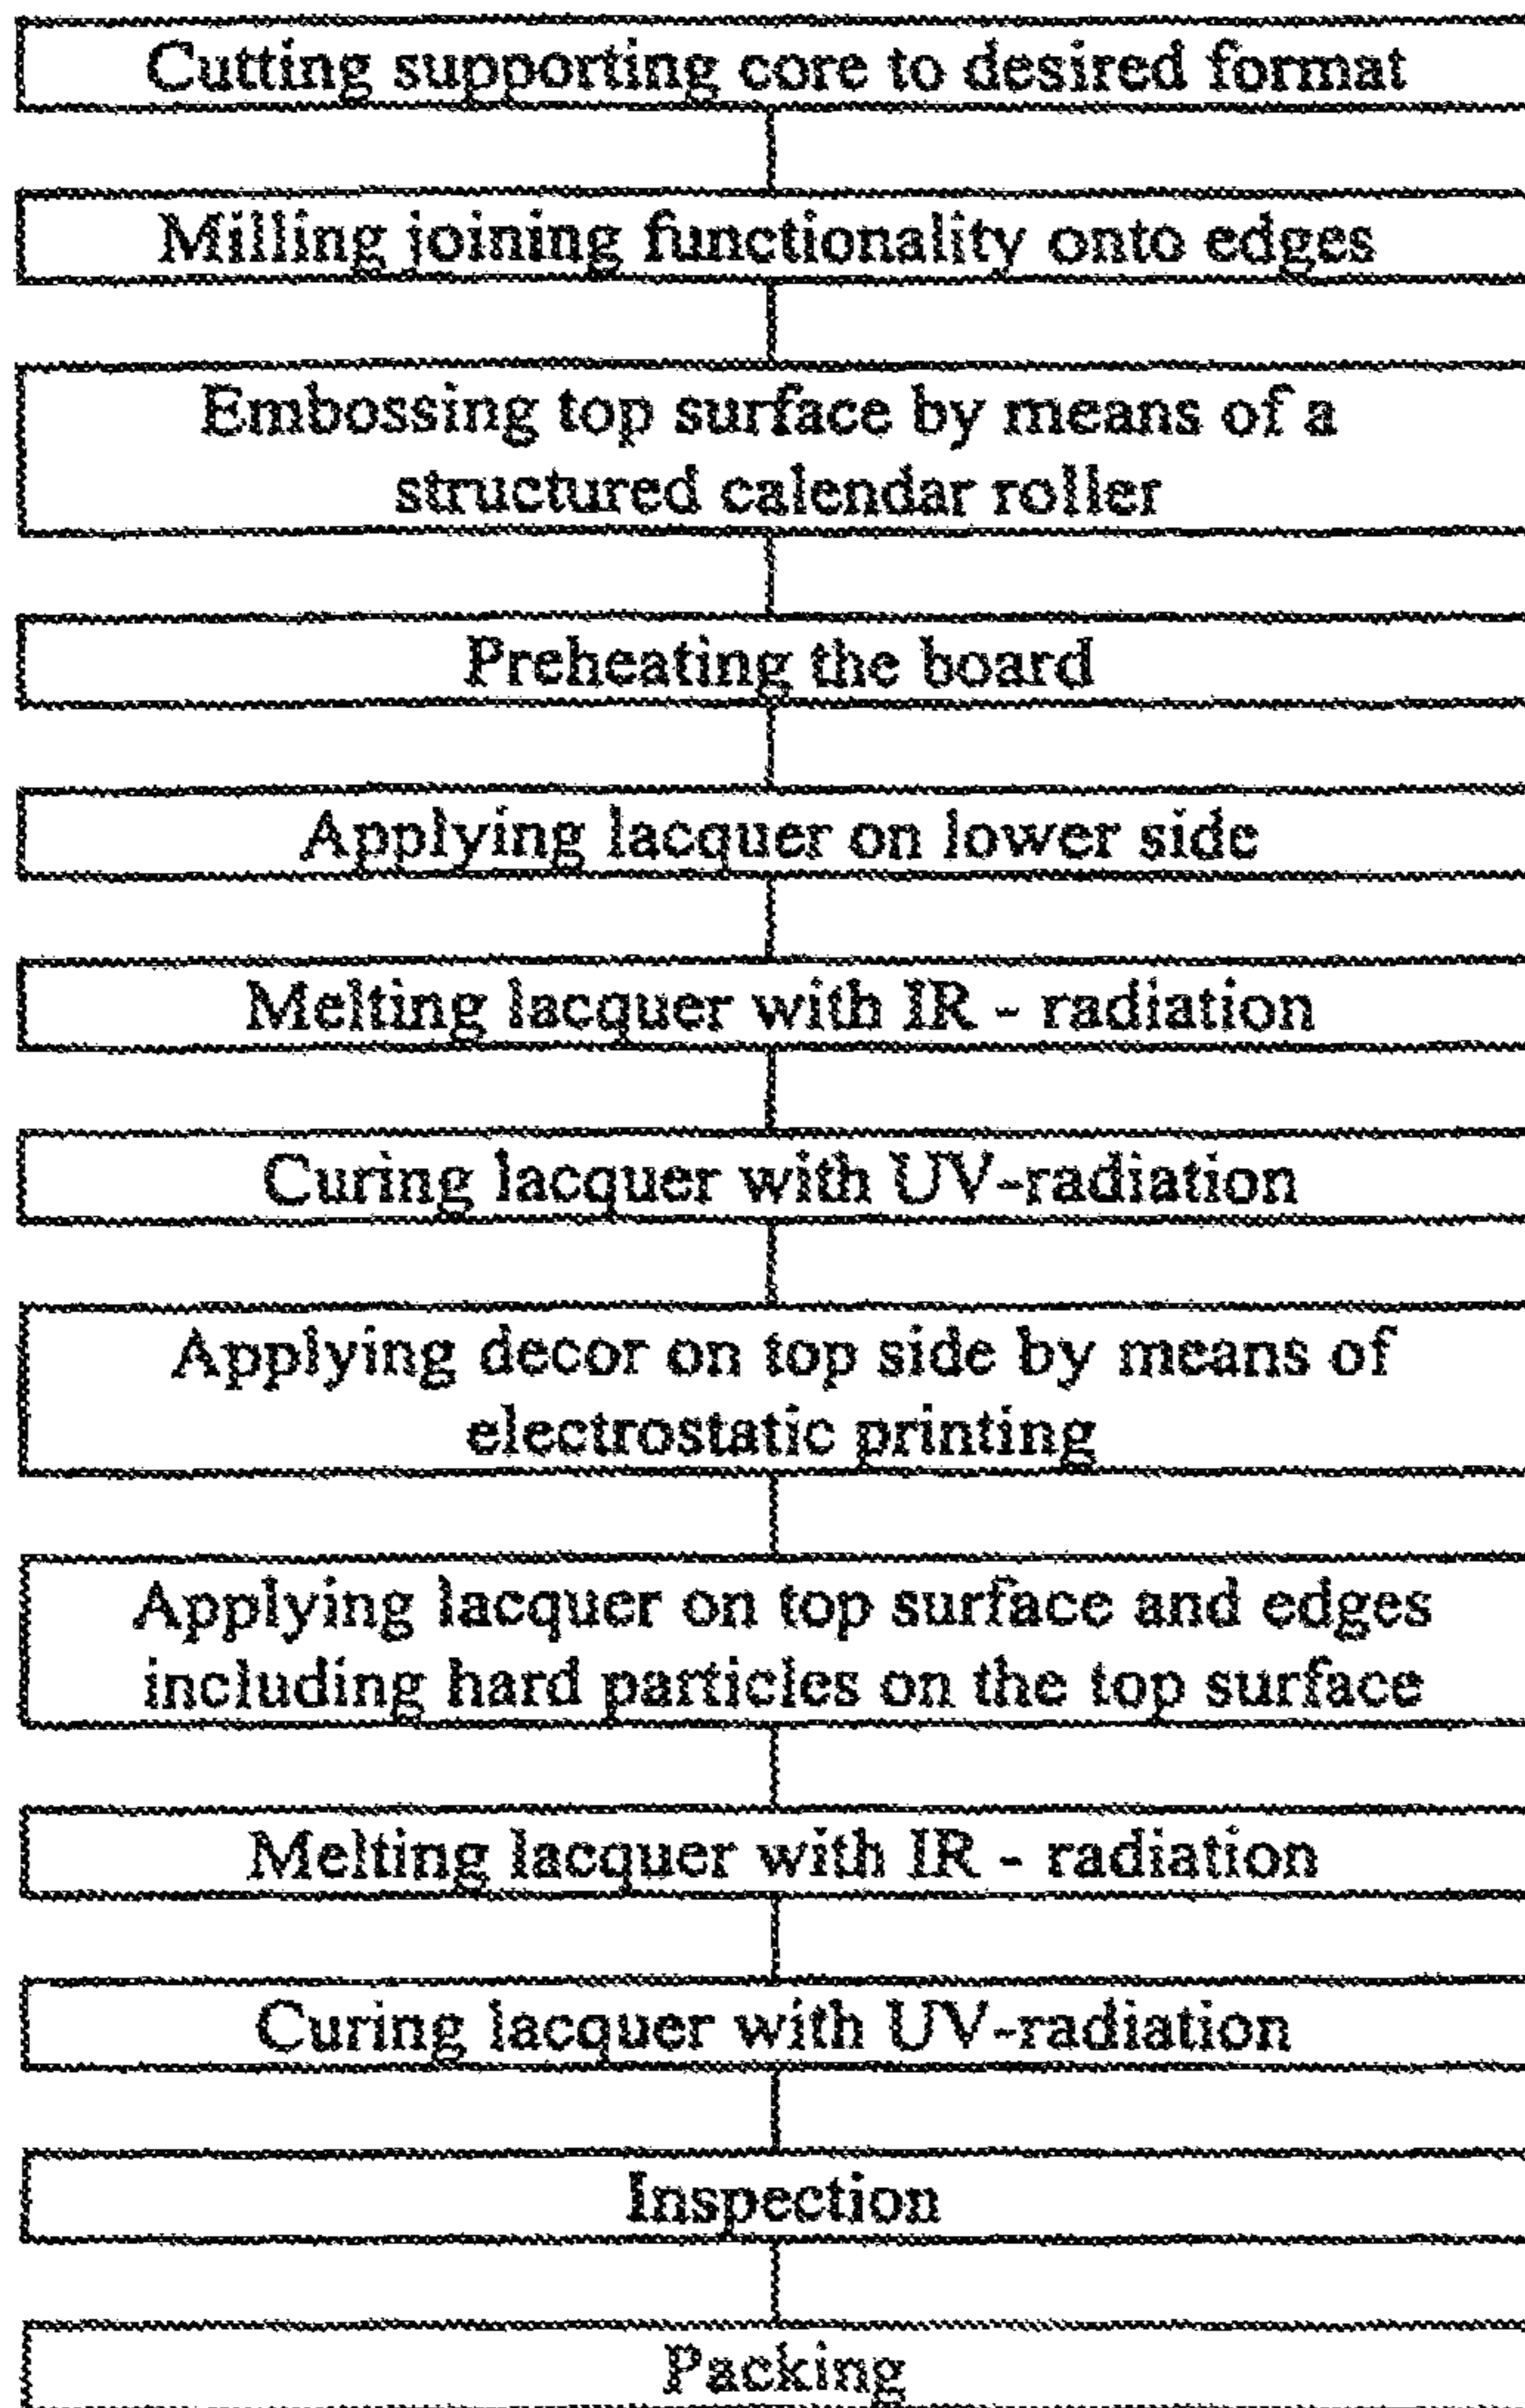 Cutting supporting core to desired format
Milling joining functionality onto edges
Embossing top surface by means of a
structured calendar roller
Preheating the board
Applying lacquer on lower side
Melting lacquer with IR - radiation
Curing lacquer with UV-radiation
Applying decor on top side by means of
electrostatic printing
Applying lacquer on top surface and edges
including hard particles on the top surface
Melting lacquer with IR - radiation
Curing lacquer with UV-radiation
Inspection
Packing